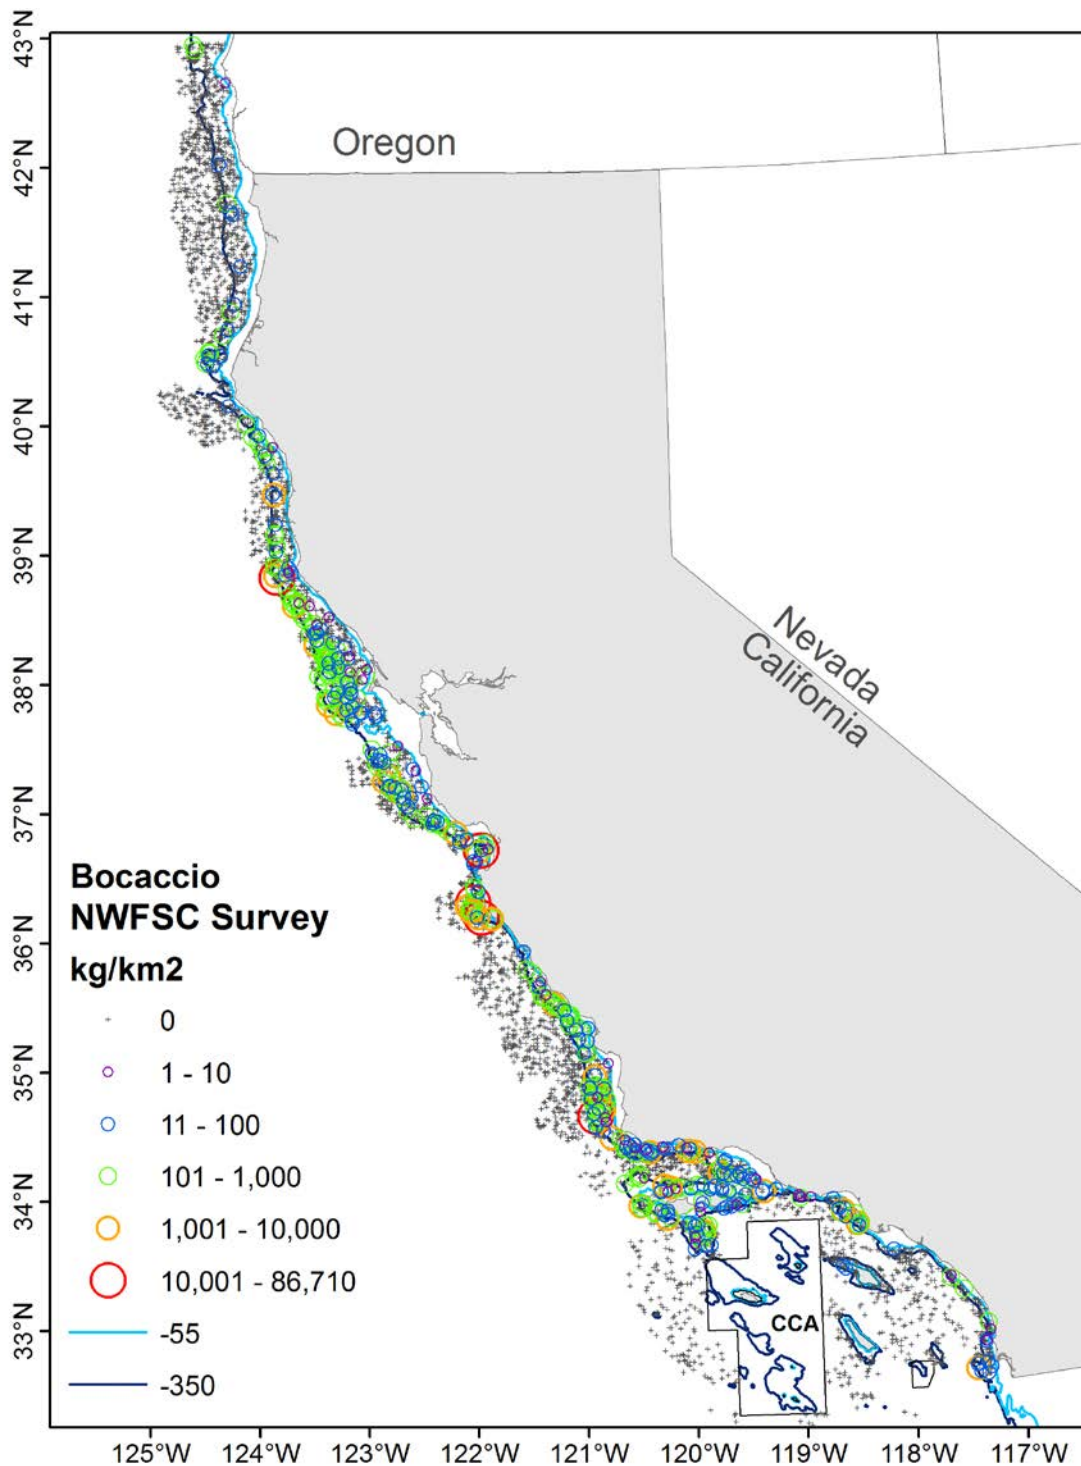 43°N
42°N
41°N
40°N
39°N
38°N
37°N
36°N
35°N
34°N
33°N
Oregon
Nevada
California
Bocaccio
NWFSC Survey
kg/km2
0
1 - 10
11 - 100
101 - 1,000
1,001 - 10,000
10,001 - 86,710
-55
-350
CCA
125°W 124°W 123°W 122°W 121°W 120°W 119°W 118°W 117°W